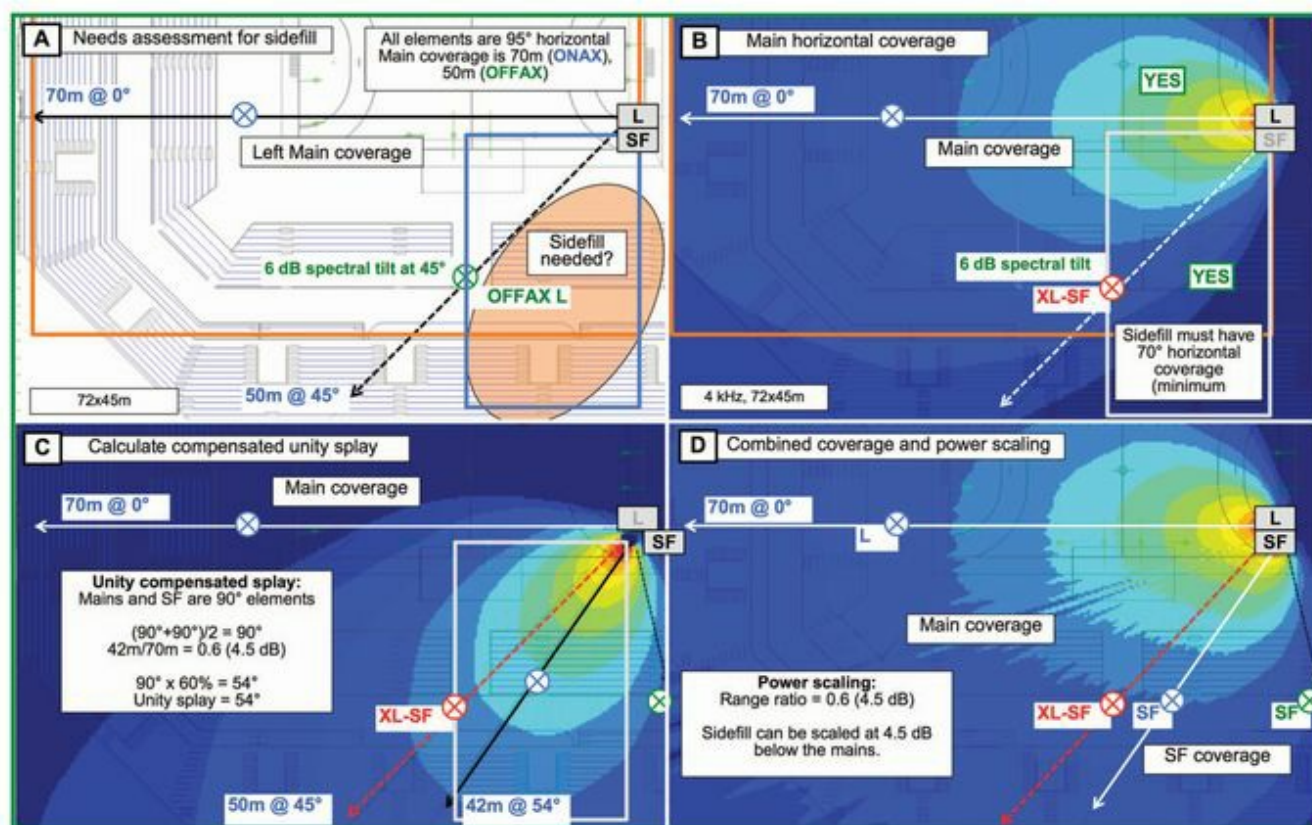 A
Needs assessment for sidefill
All elements are 95° horizontal
Main coverage is 70m (ONAX),
50m (OFFAX)
70m @ 0°
L
SF
Left Main coverage
Sidefill
needed?
6 dB spectral tilt at 45°
OFFAX L
50m @ 45°
72x45m
B
Main horizontal coverage
YES
70m @ 0°
L
SF
Main coverage
6 dB spectral tilt
YES
XL-SF
Sidefill must have
70° horizontal
coverage
(minimum
4 kHz, 72x45m
C
Calculate compensated unity splay
Main coverage
70m @ 0°
L
SF
Unity compensated splay:
Mains and SF are 90° elements
(90°+90°)/2 = 90°
42m/70m = 0.6 (4.5 dB)
90° x 60% = 54°
Unity splay = 54°
XL-SF
50m @ 45°
42m @ 54°
D
Combined coverage and power scaling
70m @ 0°
L
L
SF
Main coverage
Power scaling:
Range ratio = 0.6 (4.5 dB)
Sidefill can be scaled at 4.5 dB
below the mains.
XL-SF
SF
SF
SF coverage